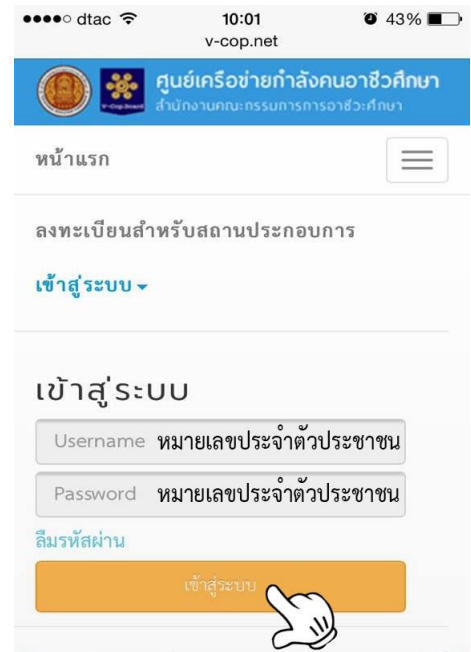 dtac 10:01 43%
v-cop.net
ศูนย์เครือข่ายกำลังคนอาชีวศึกษา
สำนักงานคณะกรรมการการอาชีวะศึกษา
V-Cop.Board
หน้าแรก
ลงทะเบียนสำหรับสถานประกอบการ
เข้าสู่ระบบ
เข้าสู่ระบบ
Username หมายเลขประจำตัวประชาชน
Password หมายเลขประจำตัวประชาชน
ลืมรหัสผ่าน
เข้าสู่ระบบ